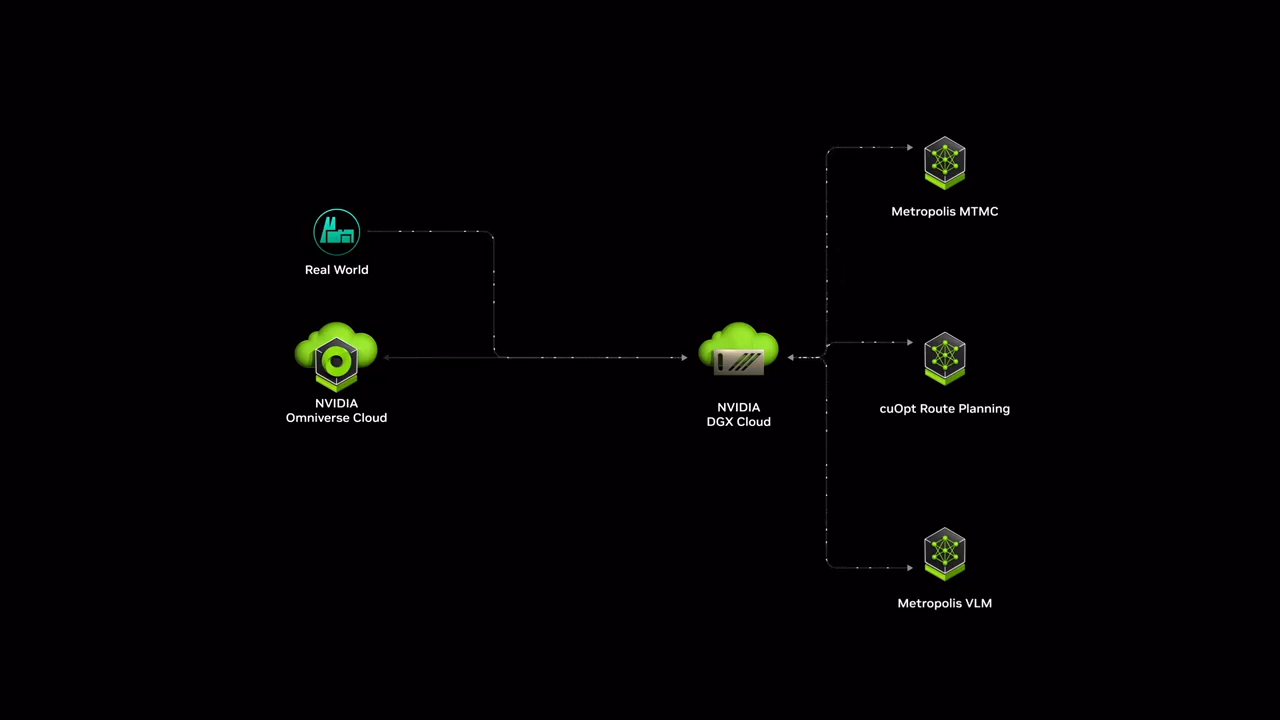 Real World
NVIDIA
Omniverse Cloud
NVIDIA
DGX Cloud
Metropolis MTMC
cuOpt Route Planning
Metropolis VLM